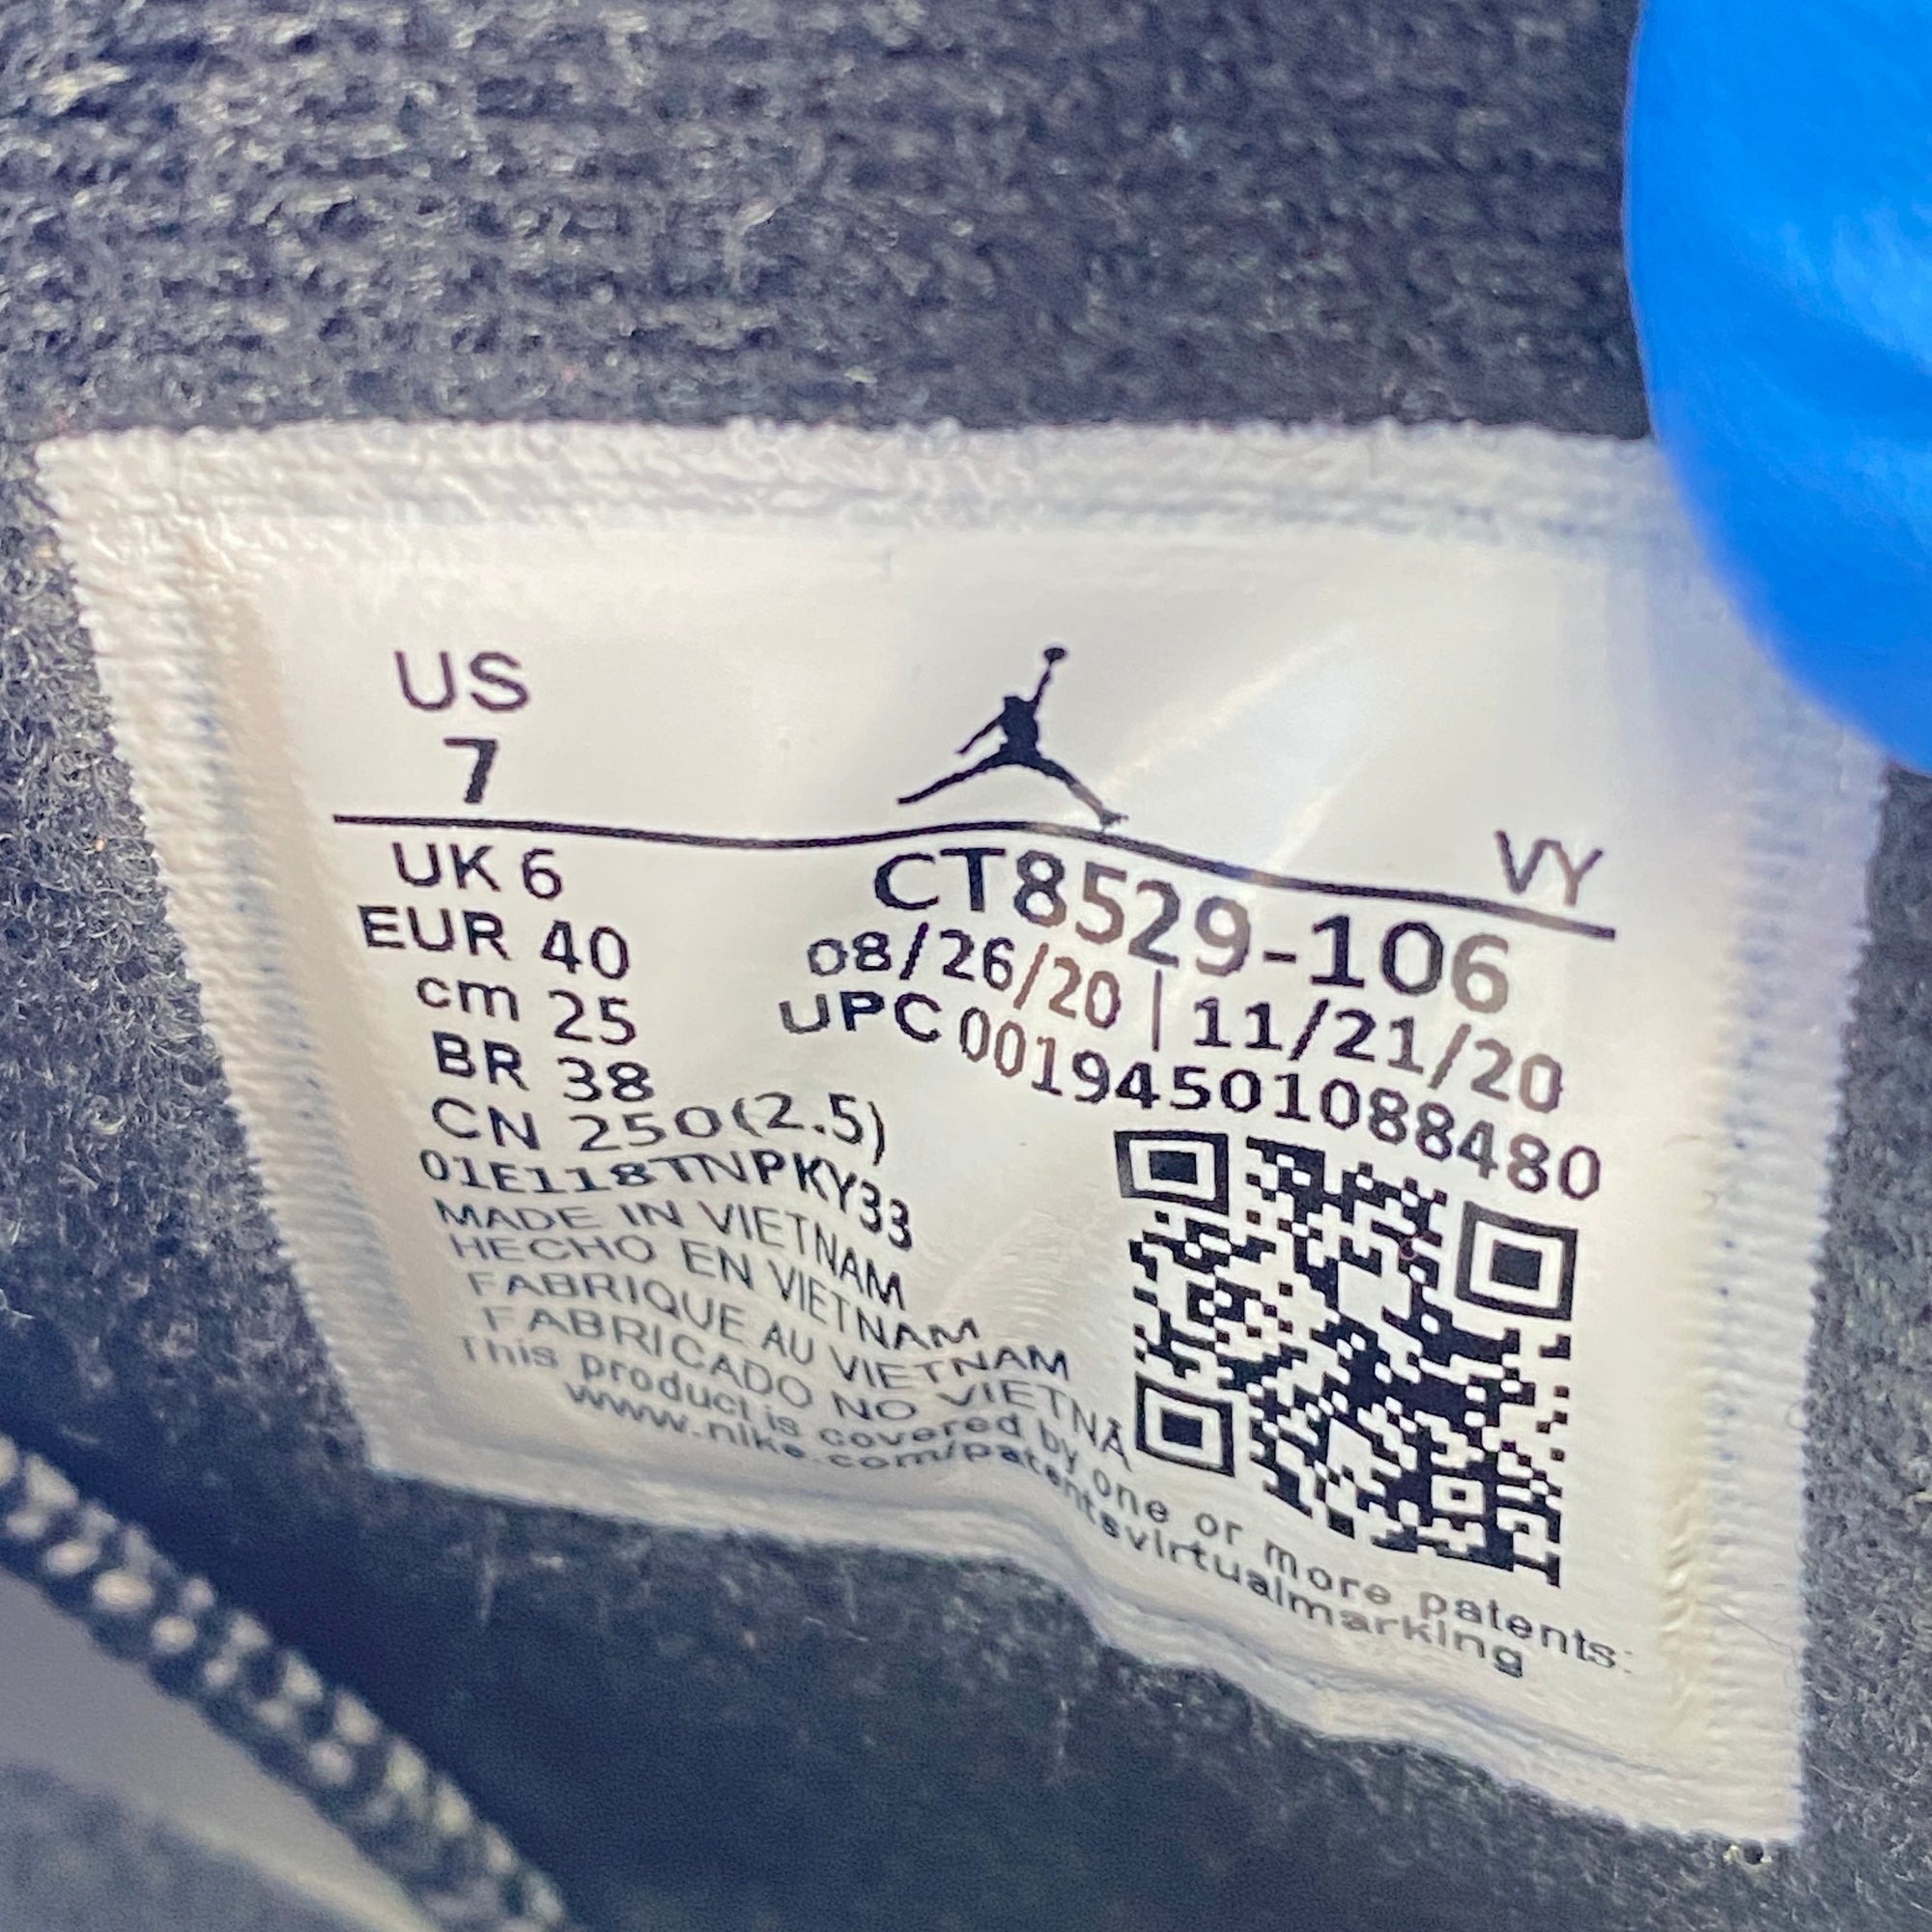 US
7
VY
UK 6
EUR 40
cm 25
BR 38
CN 250(2.5)
CT8529-106
08/26/20 | 11/21/20
UPC 00194501088480
01E118TNPKY33
MADE IN VIETNAM
HECHO EN VIETNAM
FABRIQUE AU VIETNAM
FABRICADO NO VIETNÃ
This product is covered by one or more patents:
www.nike.com/patentsvirtualmarking